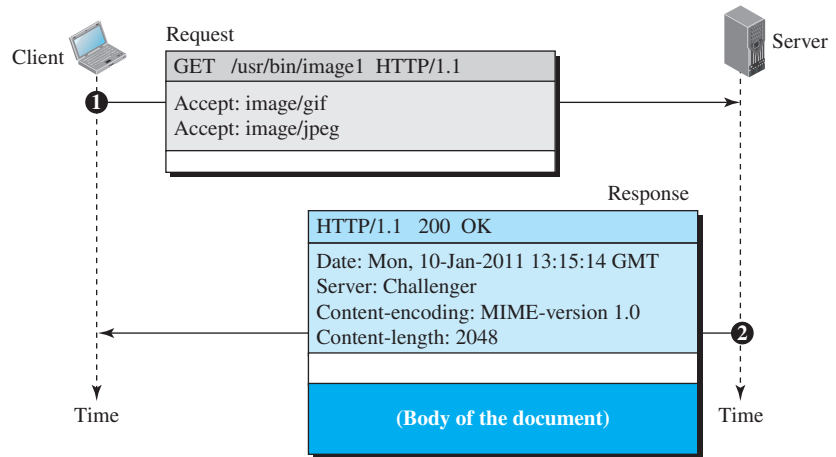 Client
Request
Server
GET /usr/bin/image1 HTTP/1.1
1
Accept: image/gif
Accept: image/jpeg
Response
HTTP/1.1 200 OK
Date: Mon, 10-Jan-2011 13:15:14 GMT
Server: Challenger
Content-encoding: MIME-version 1.0
Content-length: 2048
2
Time
(Body of the document)
Time